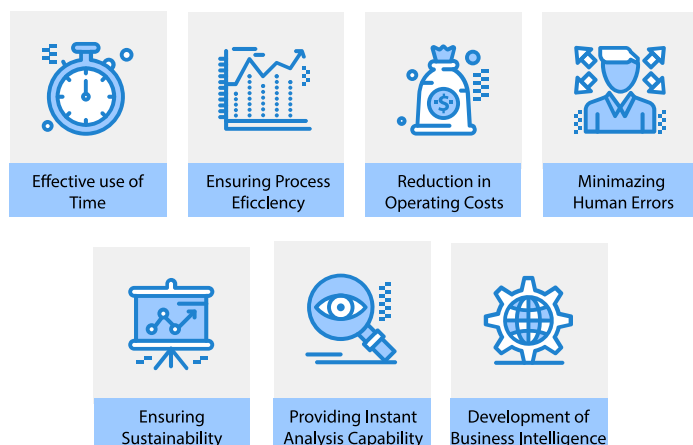 Effective use of
Time
Ensuring Process
Eficclency
Reduction in
Operating Costs
Minimazing
Human Errors
$
Ensuring
Sustainability
Providing Instant
Analysis Capability
Development of
Business Intelligence